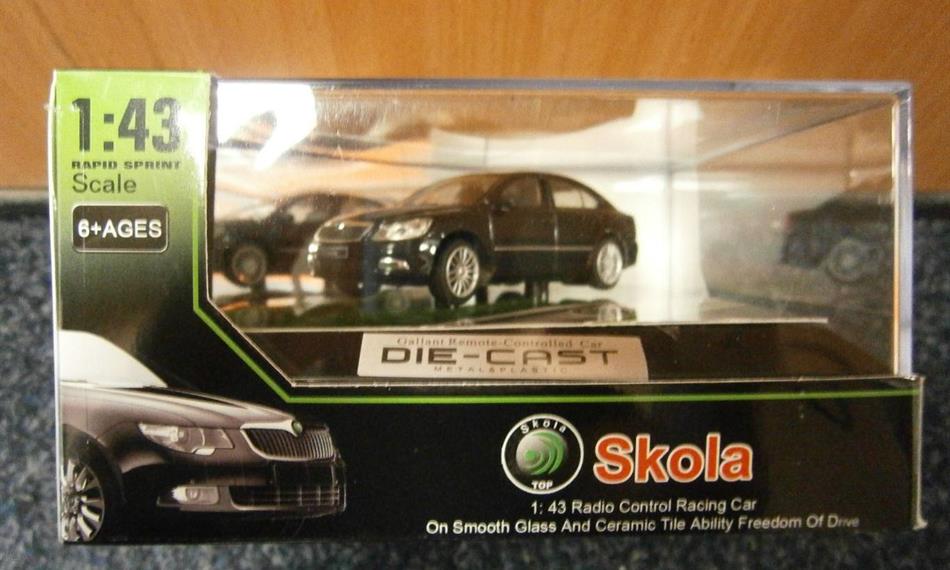 1:43
RAPID SPRINT
Scale
6+AGES
Gallant Remote-Controlled Car
DIE-CAST
METAL&PLASTIC
Skola
TOP
Skola
1: 43 Radio Control Racing Car
On Smooth Glass And Ceramic Tile Ability Freedom Of Drive